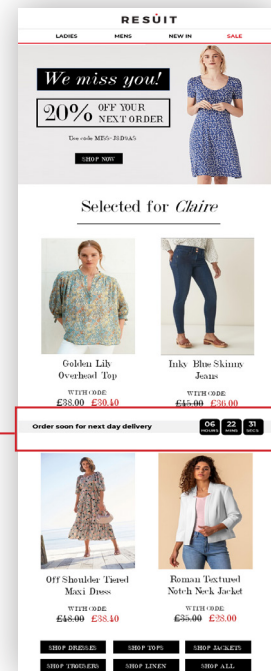 RESÜIT
LADIES MENS NEW IN SALE
We miss you!
20% OFF YOUR NEXT ORDER
SHOP NOW
Selected for Claire
Golden Lily Inky Blue Skinny
Overhead Top Jeans
WITH CODE WITH CODE
£38.00 £30.40 £45.00 £36.00
Order soon for next day delivery 06 22 31
HOURS MINS SECS
Off Shoulder Tiered Roman Textured
Maxi Dress Notch Neck Jacket
WITH CODE WITH CODE
£48.00 £38.40 £35.00 £28.00
SHOP DRESSES SHOP TOPS SHOP JACKETS
SHOP TROUSERS SHOP LINEN SHOP ALL